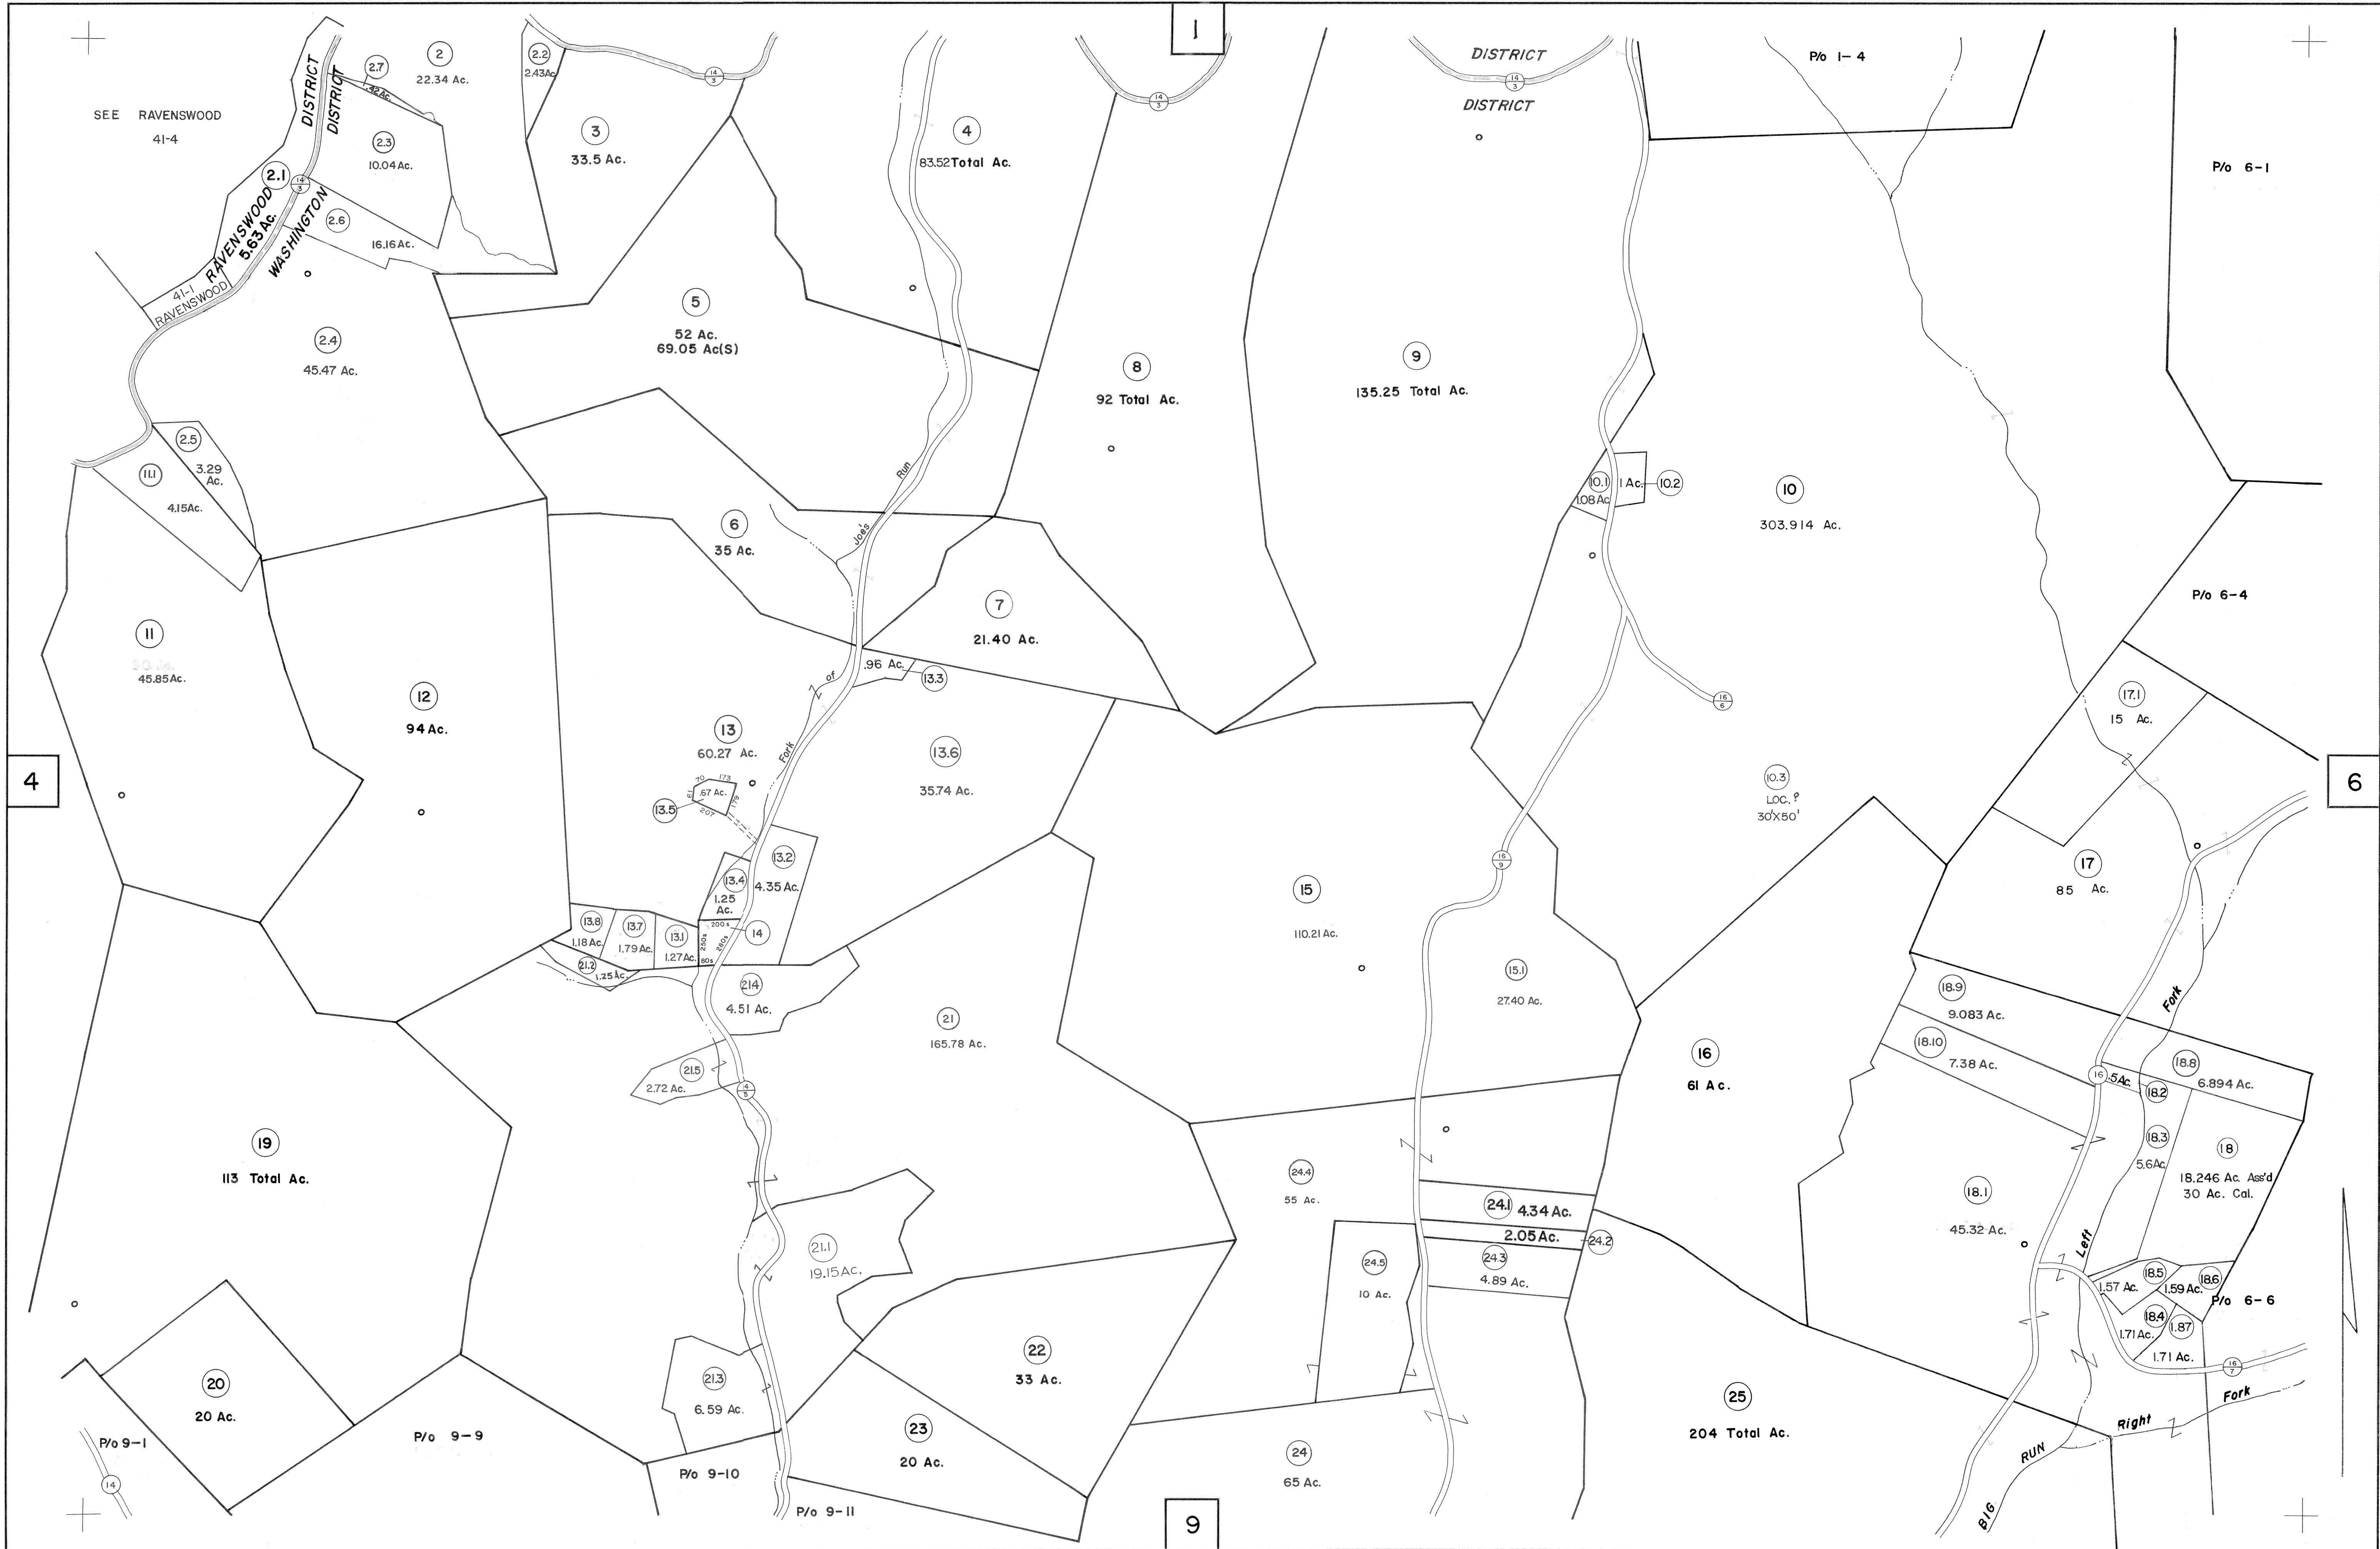 1
4
6
9
SEE RAVENSWOOD
41-4
DISTRICT
DISTRICT
RAVENSWOOD
WASHINGTON
41-1
RAVENSWOOD
2.1
5.63 Ac.
14
3
2.7
.42 Ac.
2
22.34 Ac.
2.2
2.43 Ac.
2.3
10.04 Ac.
2.6
16.16 Ac.
2.4
45.47 Ac.
2.5
3.29
Ac.
11.1
4.15 Ac.
3
33.5 Ac.
14
3
4
83.52 Total Ac.
5
52 Ac.
69.05 Ac(S)
6
35 Ac.
7
21.40 Ac.
14
3
8
92 Total Ac.
DISTRICT
14
3
DISTRICT
9
135.25 Total Ac.
P/o 1-4
P/o 6-1
10.1
1.08 Ac
1 Ac.
10.2
10
303.914 Ac.
P/o 6-4
16
6
10.3
LOC. ?
30'X50'
11
45.85 Ac.
12
94 Ac.
Joe's
Run
of
Fork
13
60.27 Ac.
.96 Ac.
13.3
13.6
35.74 Ac.
13.5
.67 Ac.
70
173
179
207
61
13.2
4.35 Ac.
13.4
1.25
Ac.
13.8
1.18 Ac.
13.7
1.79 Ac.
13.1
1.27 Ac.
200s
250s
260s
80s
14
21.2
1.25 Ac.
21.4
4.51 Ac.
21
165.78 Ac.
21.5
2.72 Ac.
14
5
21.1
19.15 Ac.
21.3
6.59 Ac.
15
110.21 Ac.
15.1
27.40 Ac.
16
9
16
61 Ac.
17.1
15 Ac.
17
85 Ac.
18.9
9.083 Ac.
18.10
7.38 Ac.
18.8
6.894 Ac.
16
.5 Ac.
18.2
18.3
5.6 Ac.
18
18.246 Ac. Ass'd
30 Ac. Cal.
18.1
45.32 Ac.
Left
Fork
18.5
1.57 Ac.
18.6
1.59 Ac.
P/o 6-6
18.4
1.71 Ac.
1.87
1.71 Ac.
16
7
Right
Fork
BIG
RUN
19
113 Total Ac.
20
20 Ac.
P/o 9-1
14
P/o 9-9
P/o 9-10
P/o 9-11
22
33 Ac.
23
20 Ac.
24.4
55 Ac.
24.1
4.34 Ac.
2.05 Ac.
24.2
24.3
4.89 Ac.
24.5
10 Ac.
24
65 Ac.
25
204 Total Ac.